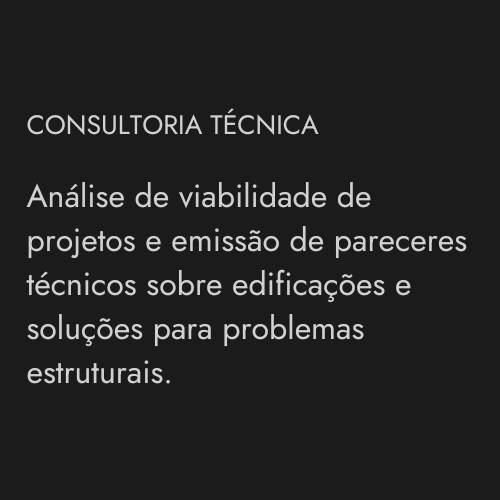 CONSULTORIA TÉCNICA
Análise de viabilidade de
projetos e emissão de pareceres
técnicos sobre edificações e
soluções para problemas
estruturais.